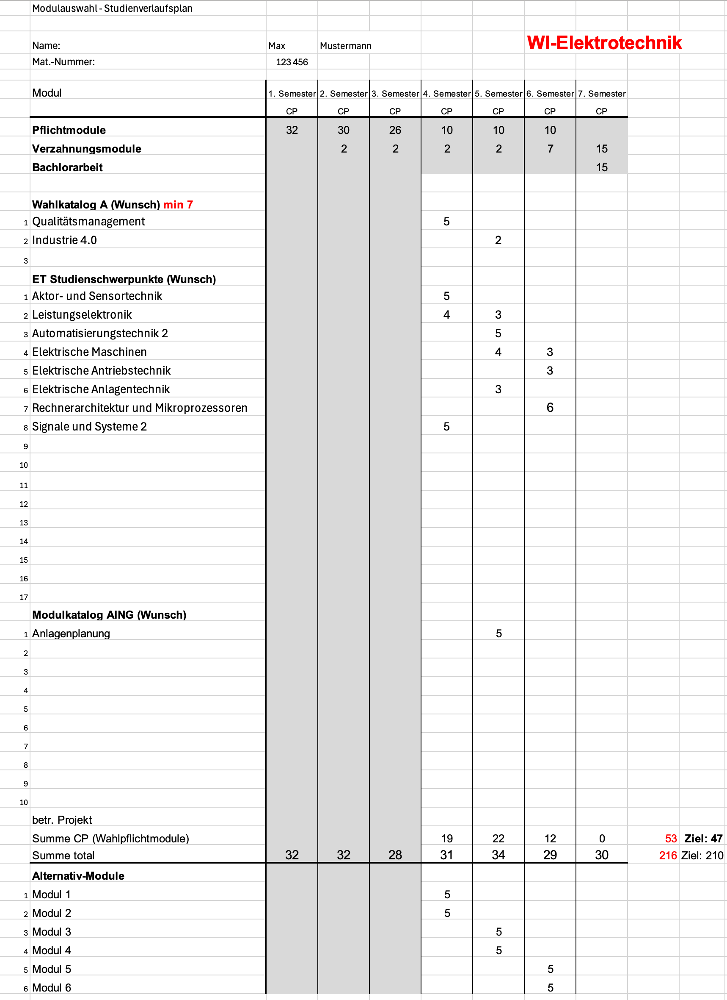 Modulauswahl - Studienverlaufsplan
Name: Max Mustermann WI-Elektrotechnik
Mat.-Nummer: 123 456
Modul 1. Semester 2. Semester 3. Semester 4. Semester 5. Semester 6. Semester 7. Semester
CP CP CP CP CP CP CP
Pflichtmodule 32 30 26 10 10 10
Verzahnungsmodule 2 2 2 2 7 15
Bachlorarbeit 15
Wahlkatalog A (Wunsch) min 7
1 Qualitätsmanagement 5
2 Industrie 4.0 2
3
ET Studienschwerpunkte (Wunsch)
1 Aktor- und Sensortechnik 5
2 Leistungselektronik 4 3
3 Automatisierungstechnik 2 5
4 Elektrische Maschinen 4 3
5 Elektrische Antriebstechnik 3
6 Elektrische Anlagentechnik 3
7 Rechnerarchitektur und Mikroprozessoren 6
8 Signale und Systeme 2 5
9
10
11
12
13
14
15
16
17
Modulkatalog AING (Wunsch)
1 Anlagenplanung 5
2
3
4
5
6
7
8
9
10
betr. Projekt
Summe CP (Wahlpflichtmodule) 19 22 12 0 53 Ziel: 47
Summe total 32 32 28 31 34 29 30 216 Ziel: 210
Alternativ-Module
1 Modul 1 5
2 Modul 2 5
3 Modul 3 5
4 Modul 4 5
5 Modul 5 5
6 Modul 6 5